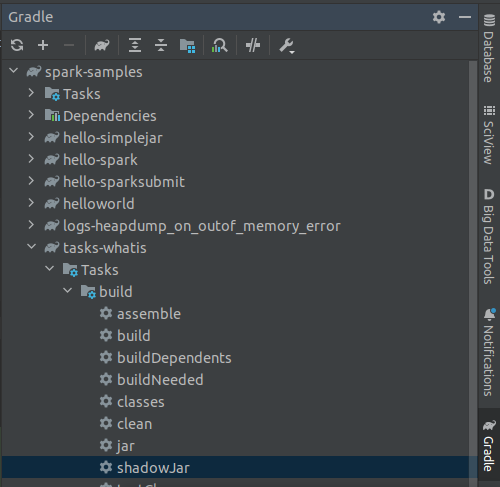 Gradle
spark-samples
Tasks
Dependencies
hello-simplejar
hello-spark
hello-sparksubmit
helloworld
logs-heapdump_on_outof_memory_error
tasks-whatis
Tasks
build
assemble
build
buildDependents
buildNeeded
classes
clean
jar
shadowJar
Database
SciView
D Big Data Tools
Notifications
Gradle